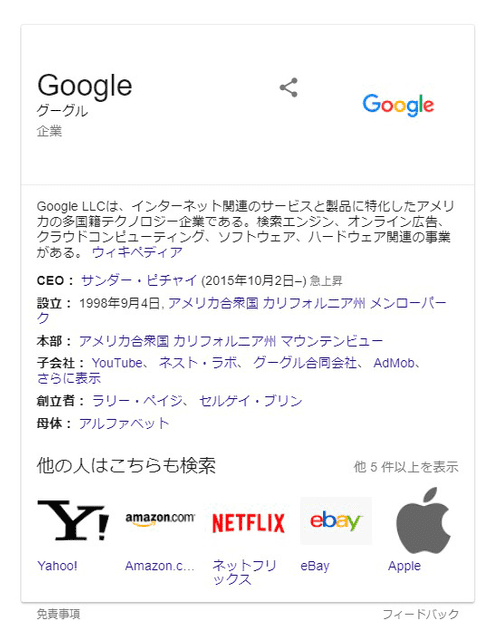 Google
グーグル
企業
Google
Google LLCは、インターネット関連のサービスと製品に特化したアメリ
カの多国籍テクノロジー企業である。検索エンジン、オンライン広告、
クラウドコンピューティング、ソフトウェア、ハードウェア関連の事業
がある。 ウィキペディア
CEO： サンダー・ピチャイ (2015年10月2日–) 急上昇
設立： 1998年9月4日, アメリカ合衆国 カリフォルニア州 メンローパー
ク
本部： アメリカ合衆国 カリフォルニア州 マウンテンビュー
子会社： YouTube、 ネスト・ラボ、 グーグル合同会社、 AdMob、
さらに表示
創立者： ラリー・ペイジ、 セルゲイ・ブリン
母体： アルファベット
他の人はこちらも検索 他 5 件以上を表示
Y! amazon.com NETFLIX ebay
Yahoo! Amazon.c... ネットフリ eBay Apple
ックス
免責事項 フィードバック